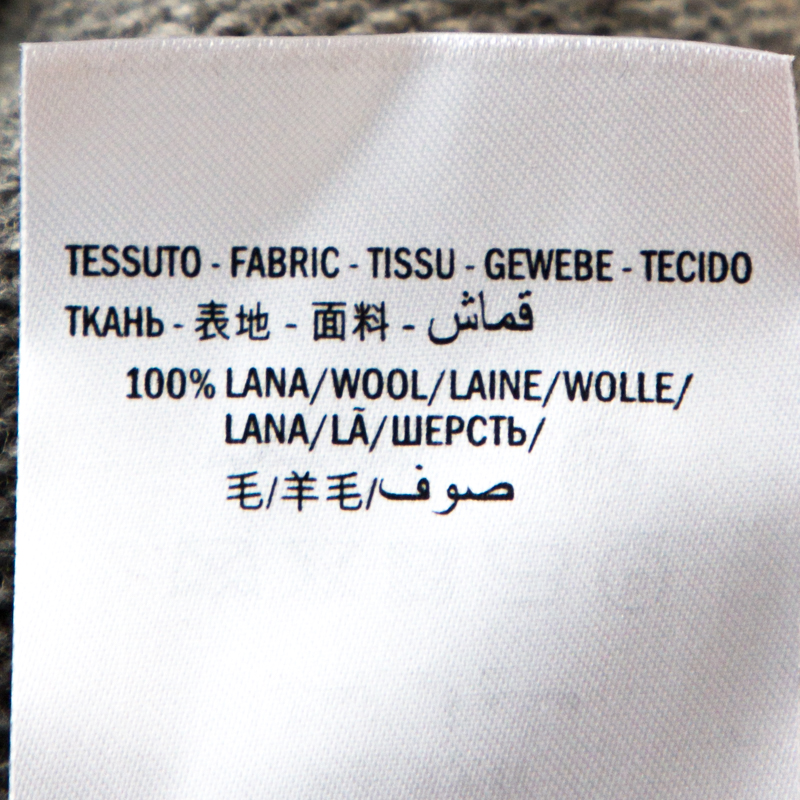 TESSUTO - FABRIC - TISSU - GEWEBE - TECIDO
ТКАНЬ - 表地 - 面料 - قماش
100% LANA/WOOL/LAINE/WOLLE/
LANA/LÃ/ШЕРСТЬ/
毛/羊毛/صوف